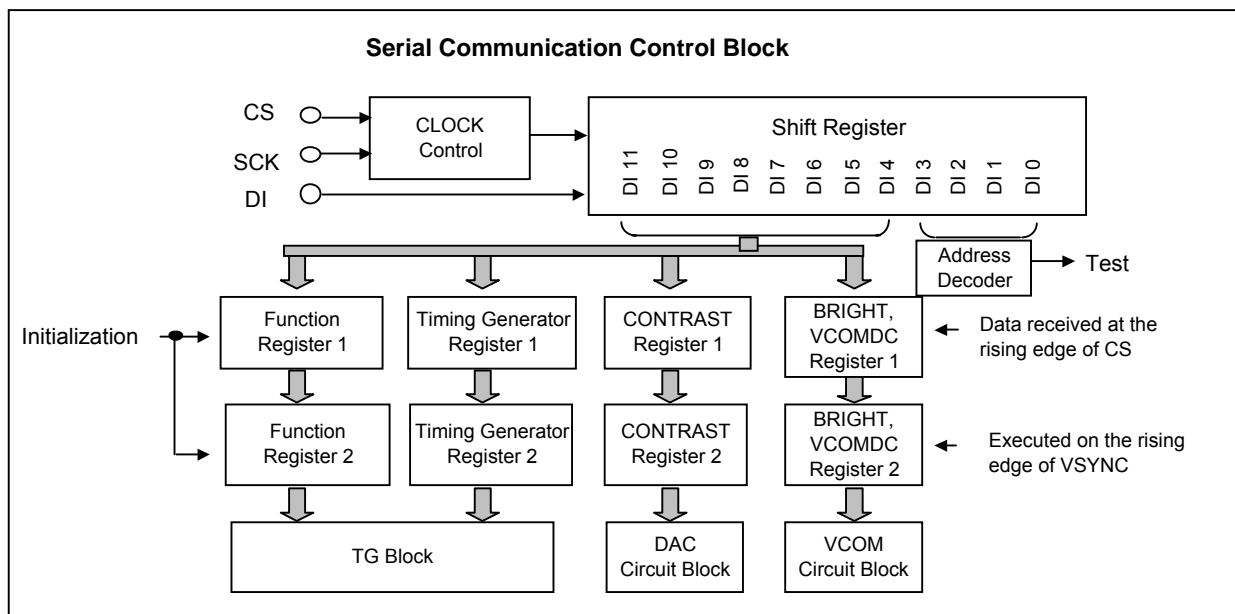 Serial Communication Control Block
CS
SCK
DI
CLOCK
Control
Shift Register
DI 11
DI 10
DI 9
DI 8
DI 7
DI 6
DI 5
DI 4
DI 3
DI 2
DI 1
DI 0
Address
Decoder
Test
Initialization
Function
Register 1
Timing Generator
Register 1
CONTRAST
Register 1
BRIGHT,
VCOMDC
Register 1
Data received at the
rising edge of CS
Function
Register 2
Timing Generator
Register 2
CONTRAST
Register 2
BRIGHT,
VCOMDC
Register 2
Executed on the rising
edge of VSYNC
TG Block
DAC
Circuit Block
VCOM
Circuit Block